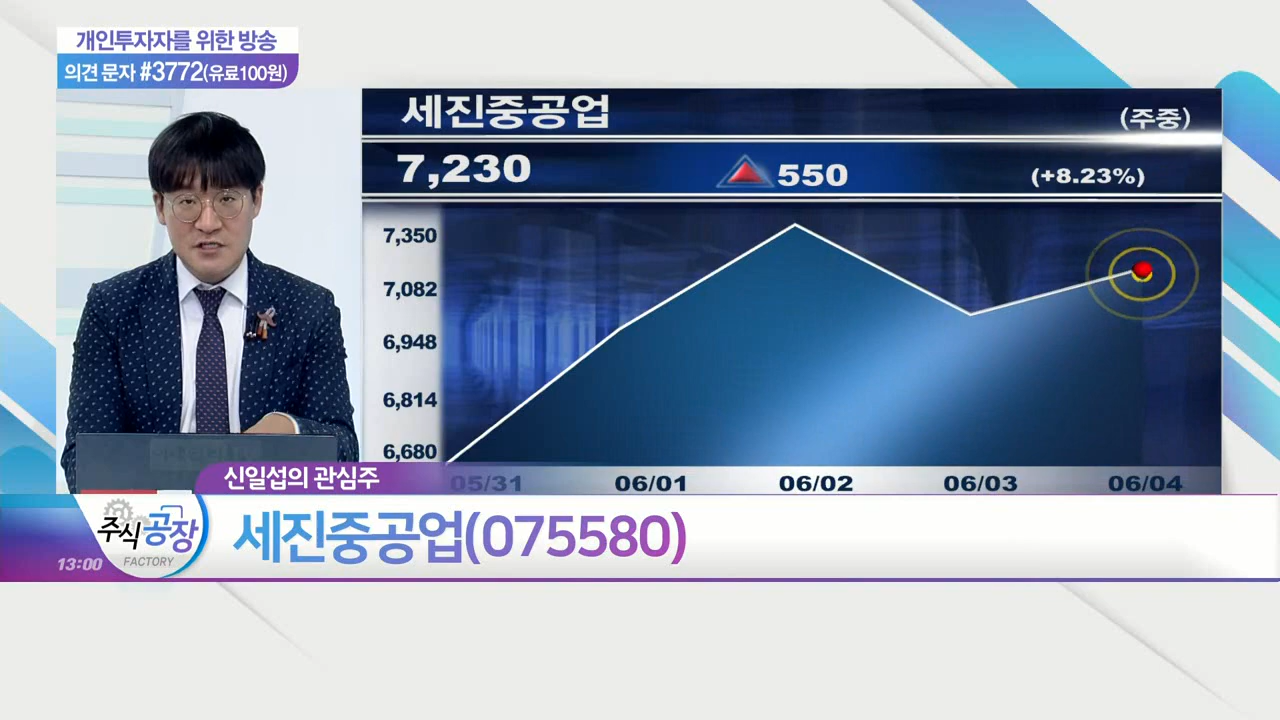 개인투자자를 위한 방송
의견 문자 #3772(유료100원)
세진중공업
(주중)
7,230
550
(+8.23%)
7,350
7,082
6,948
6,814
6,680
05/31
06/01
06/02
06/03
06/04
신일섭의 관심주
주식공장
FACTORY
13:00
세진중공업(075580)